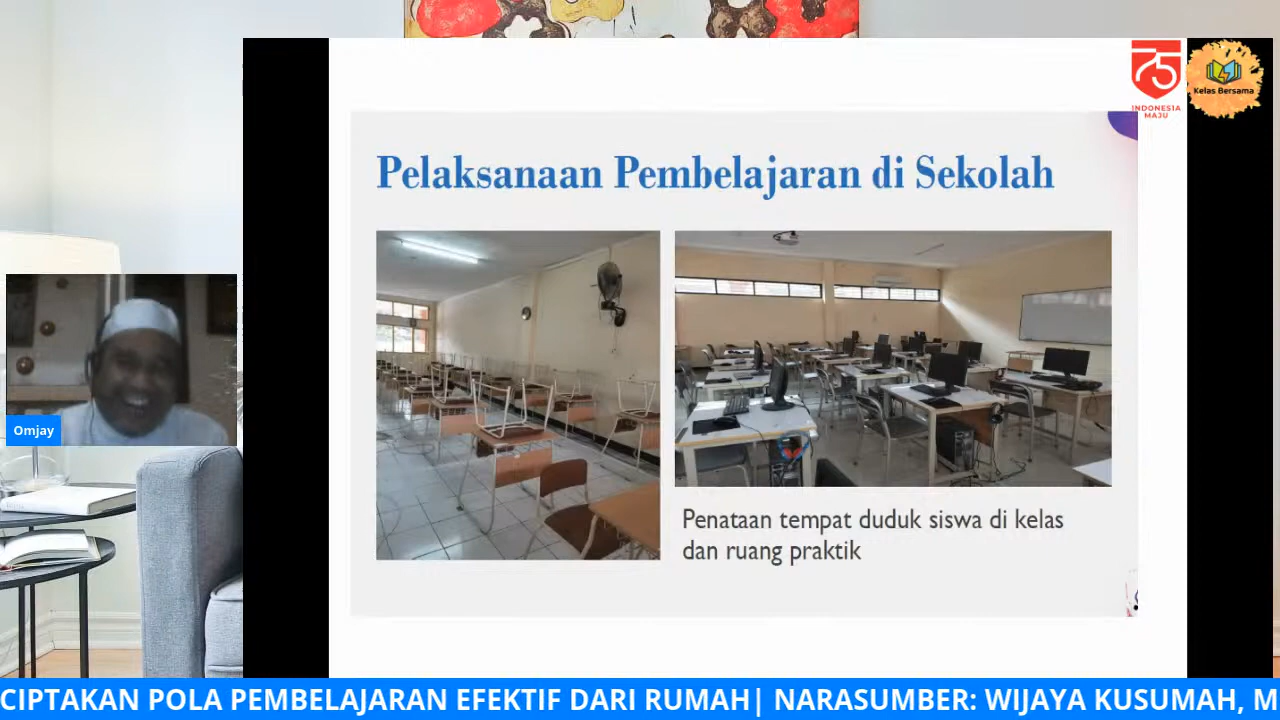 75
INDONESIA
MAJU
Kelas Bersama
Pelaksanaan Pembelajaran di Sekolah
Penataan tempat duduk siswa di kelas
dan ruang praktik
Omjay
CIPTAKAN POLA PEMBELAJARAN EFEKTIF DARI RUMAH| NARASUMBER: WIJAYA KUSUMAH, M